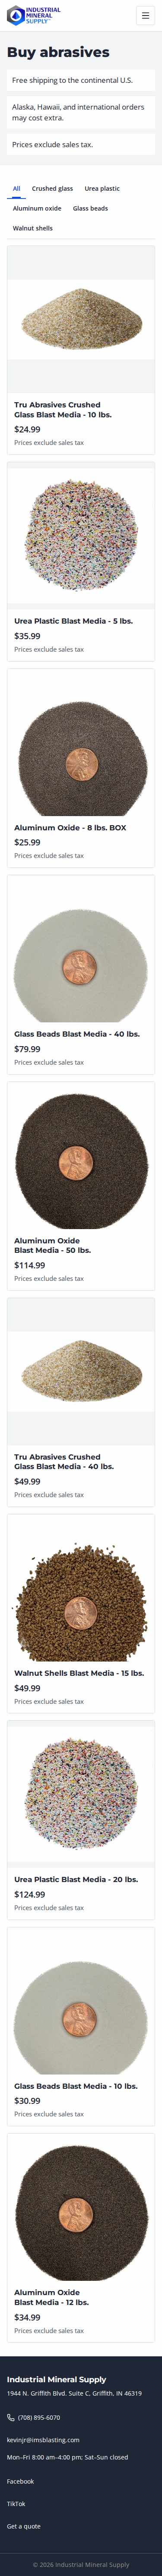 INDUSTRIAL
MINERAL
SUPPLY
Buy abrasives
Free shipping to the continental U.S.
Alaska, Hawaii, and international orders
may cost extra.
Prices exclude sales tax.
All
Crushed glass
Urea plastic
Aluminum oxide
Glass beads
Walnut shells
Tru Abrasives Crushed
Glass Blast Media - 10 lbs.
$24.99
Prices exclude sales tax
Urea Plastic Blast Media - 5 lbs.
$35.99
Prices exclude sales tax
Aluminum Oxide - 8 lbs. BOX
$25.99
Prices exclude sales tax
Glass Beads Blast Media - 40 lbs.
$79.99
Prices exclude sales tax
Aluminum Oxide
Blast Media - 50 lbs.
$114.99
Prices exclude sales tax
Tru Abrasives Crushed
Glass Blast Media - 40 lbs.
$49.99
Prices exclude sales tax
Walnut Shells Blast Media - 15 lbs.
$49.99
Prices exclude sales tax
Urea Plastic Blast Media - 20 lbs.
$124.99
Prices exclude sales tax
Glass Beads Blast Media - 10 lbs.
$30.99
Prices exclude sales tax
Aluminum Oxide
Blast Media - 12 lbs.
$34.99
Prices exclude sales tax
Industrial Mineral Supply
1944 N. Griffith Blvd. Suite C, Griffith, IN 46319
(708) 895-6070
kevinjr@imsblasting.com
Mon–Fri 8:00 am–4:00 pm; Sat–Sun closed
Facebook
TikTok
Get a quote
© 2026 Industrial Mineral Supply